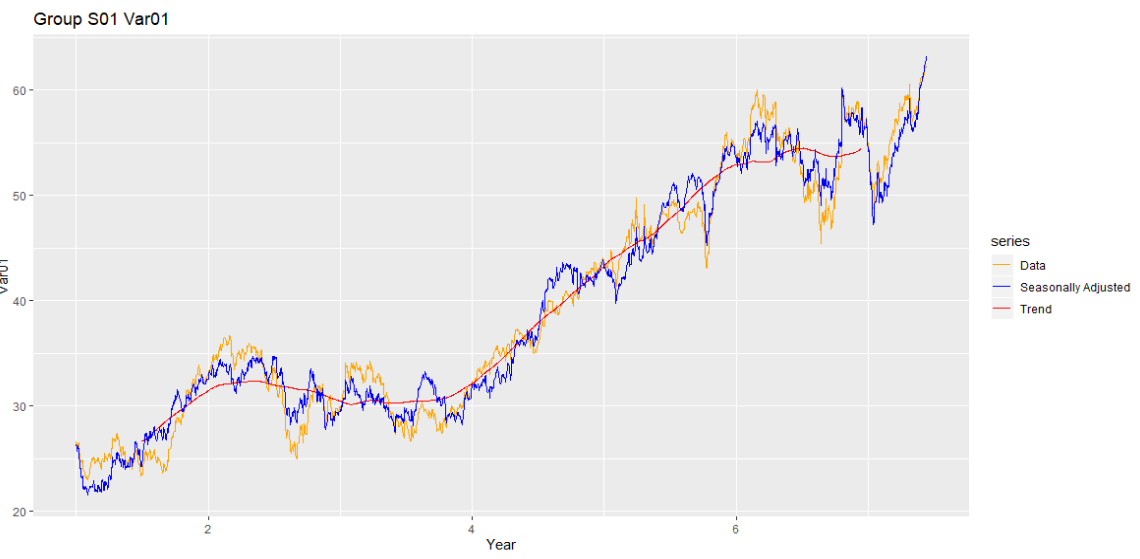 Group S01 Var01
Var01
60
50
40
30
20
2 4 6
Year
series
Data
Seasonally Adjusted
Trend